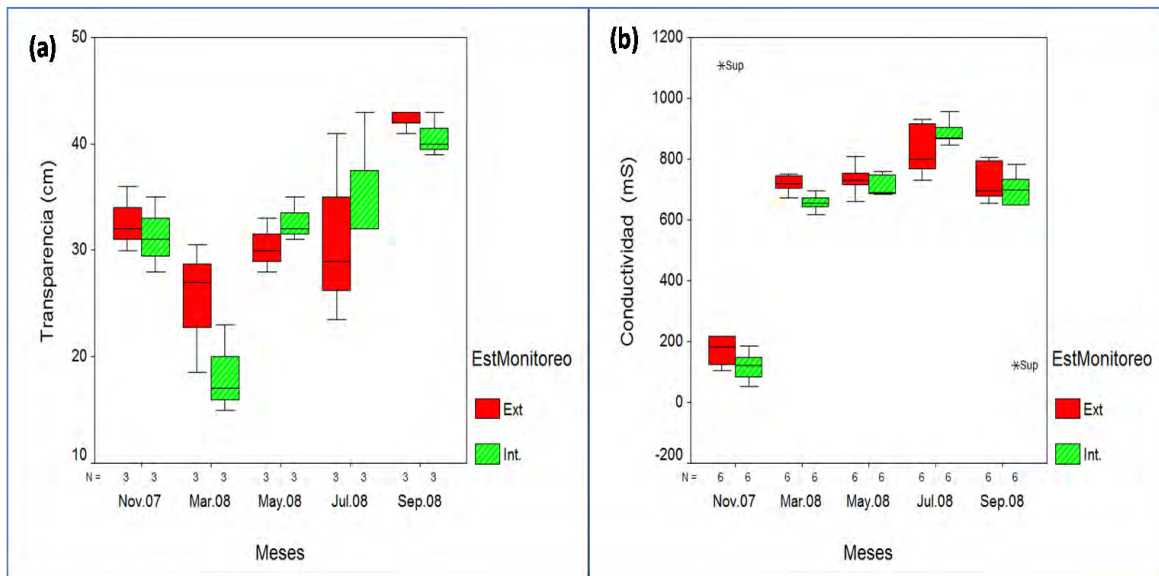 (a)
Transparencia (cm)
50
40
30
20
10
N = 3 3 3 3 3 3 3 3 3 3
Nov.07 Mar.08 May.08 Jul.08 Sep.08
Meses
EstMonitoreo
Ext
Int.
(b)
Conductividad (mS)
1200
1000
800
600
400
200
0
-200
Sup
Sup
N = 6 6 6 6 6 6 6 6 6 6
Nov.07 Mar.08 May.08 Jul.08 Sep.08
Meses
EstMonitoreo
Ext
Int.